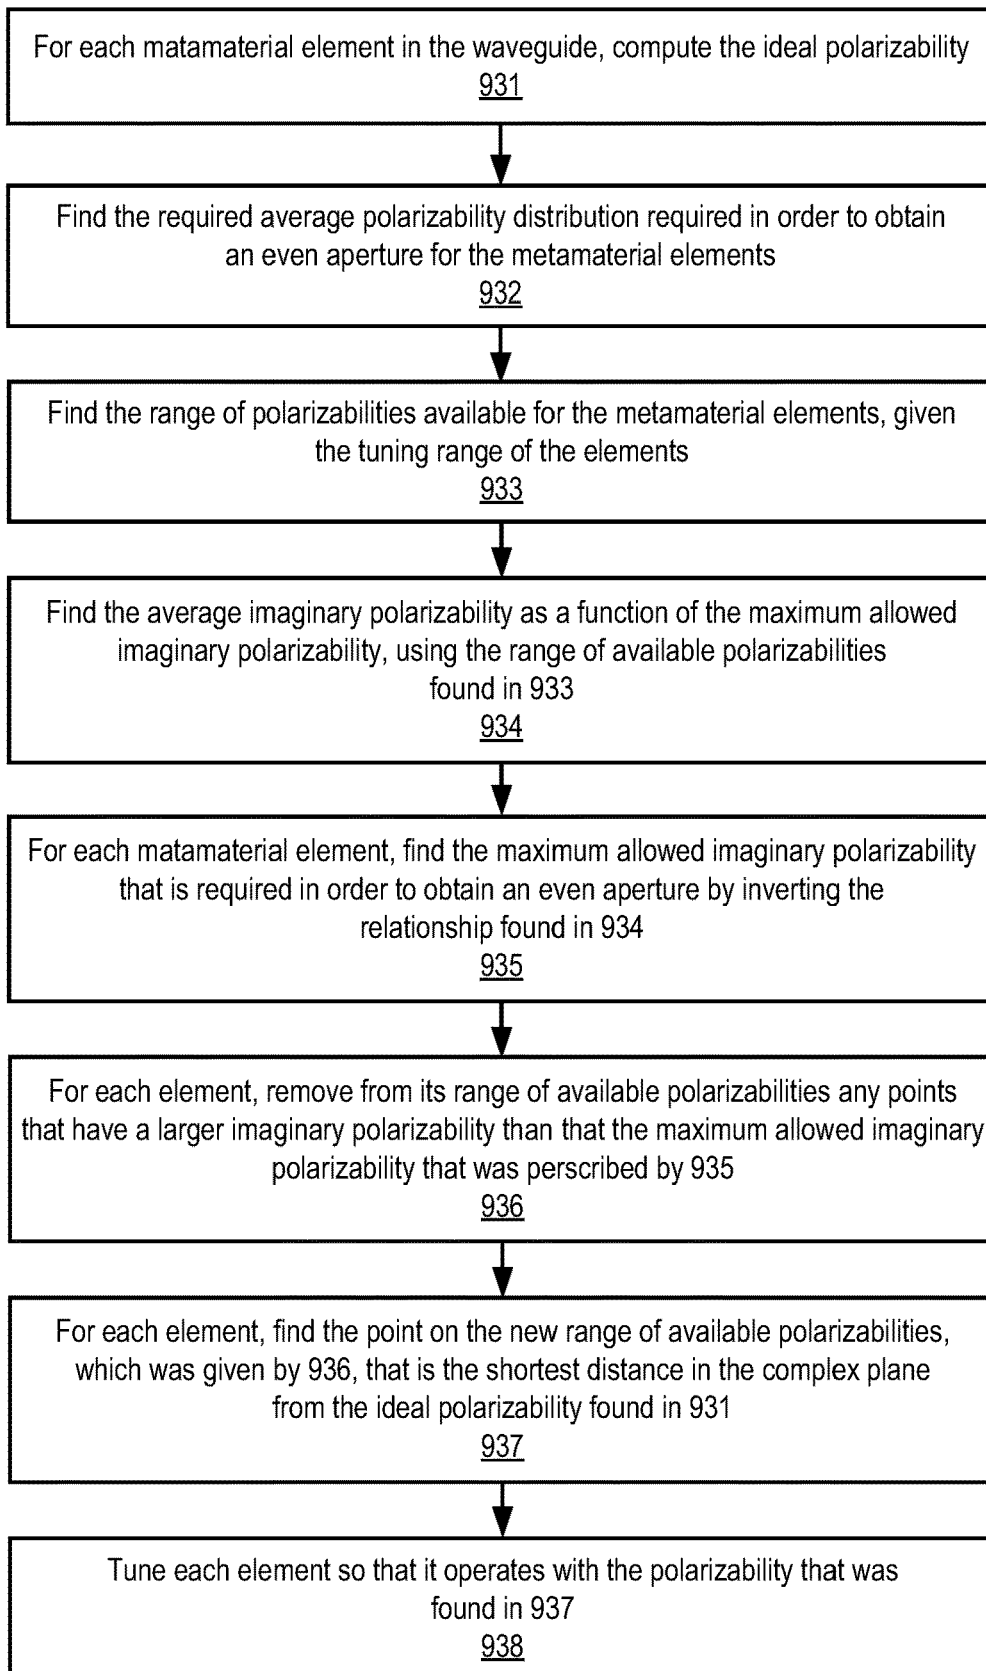 For each matamaterial element in the waveguide, compute the ideal polarizability
931
Find the required average polarizability distribution required in order to obtain
an even aperture for the metamaterial elements
932
Find the range of polarizabilities available for the metamaterial elements, given
the tuning range of the elements
933
Find the average imaginary polarizability as a function of the maximum allowed
imaginary polarizability, using the range of available polarizabilities
found in 933
934
For each matamaterial element, find the maximum allowed imaginary polarizability
that is required in order to obtain an even aperture by inverting the
relationship found in 934
935
For each element, remove from its range of available polarizabilities any points
that have a larger imaginary polarizability than that the maximum allowed imaginary
polarizability that was perscribed by 935
936
For each element, find the point on the new range of available polarizabilities,
which was given by 936, that is the shortest distance in the complex plane
from the ideal polarizability found in 931
937
Tune each element so that it operates with the polarizability that was
found in 937
938